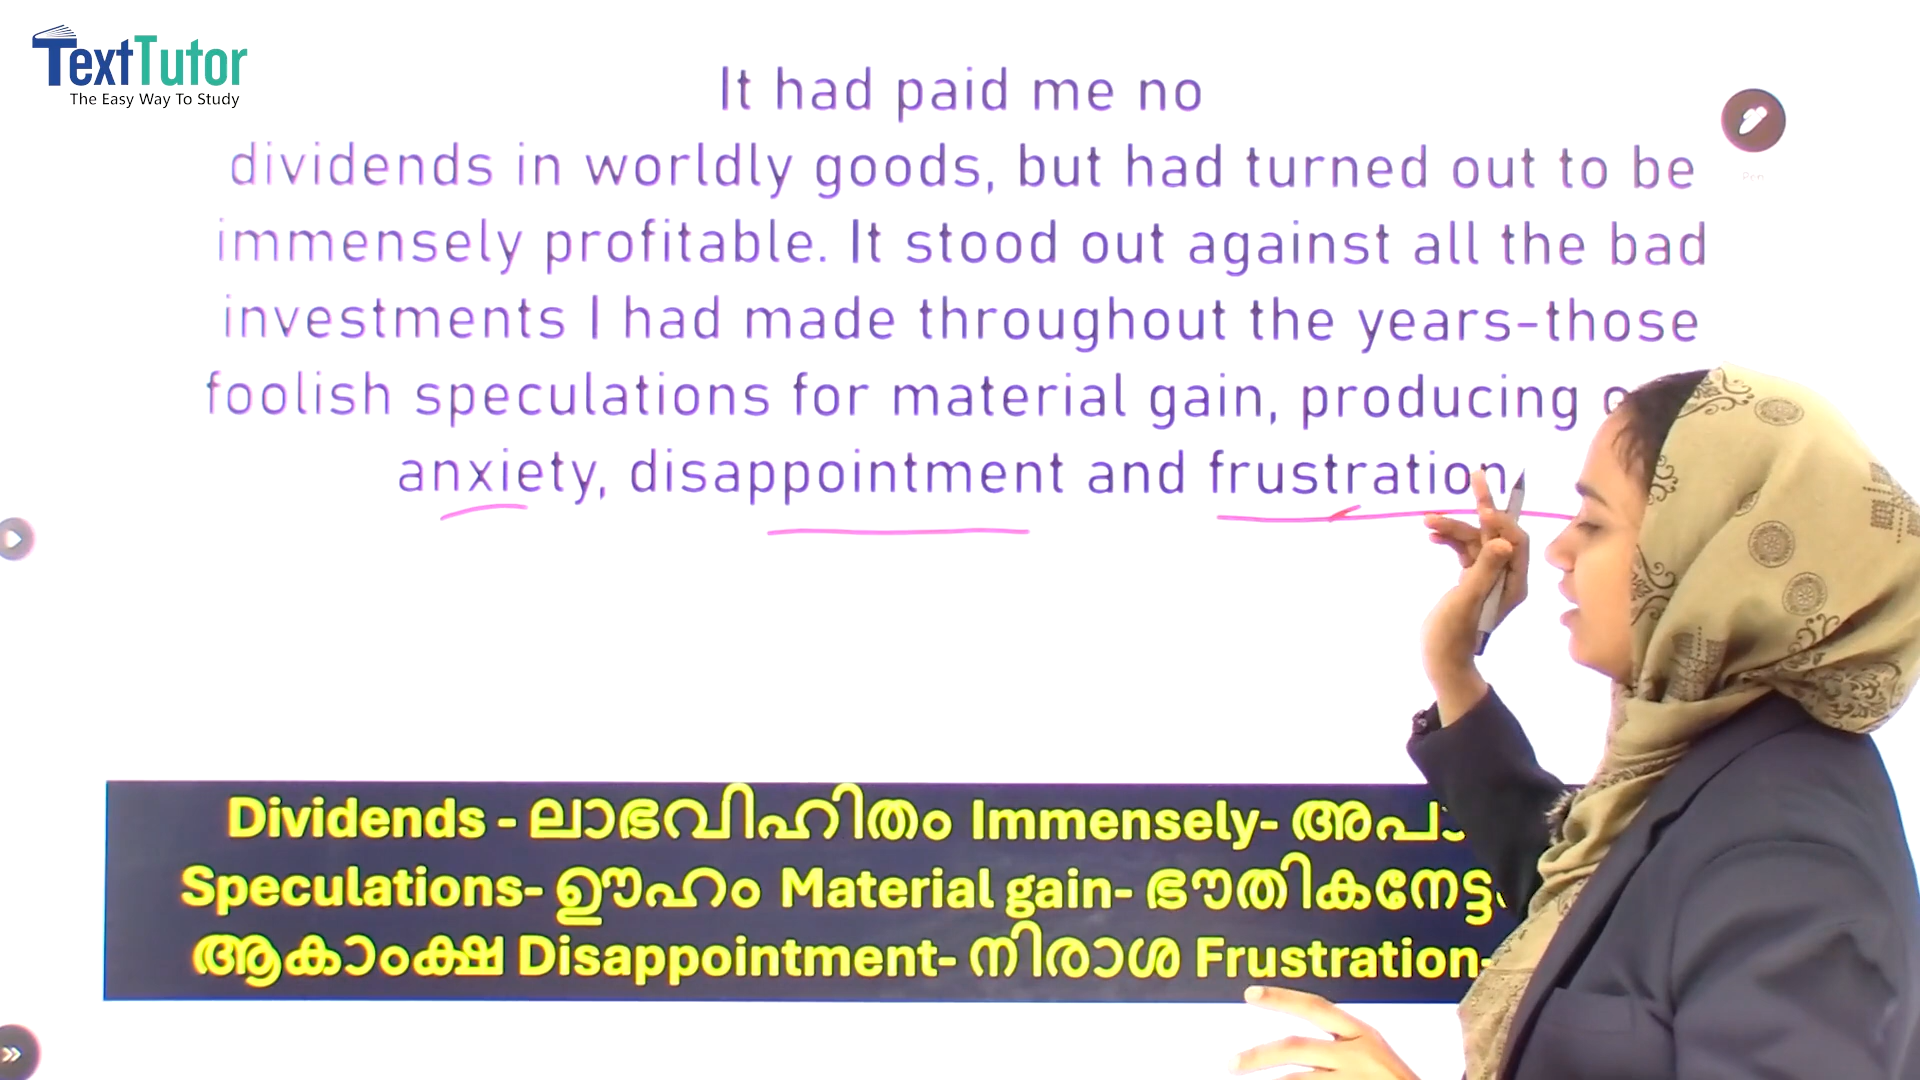 TextTutor
The Easy Way To Study
It had paid me no
dividends in worldly goods, but had turned out to be
immensely profitable. It stood out against all the bad
investments I had made throughout the years-those
foolish speculations for material gain, producing
anxiety, disappointment and frustration.
Pen
Dividends - ലാഭവിഹിതം Immensely-
Speculations- ഊഹം Material gain- ഭൗതികനേട്ടം
ആകാംക്ഷ Disappointment- നിരാശ Frustration-